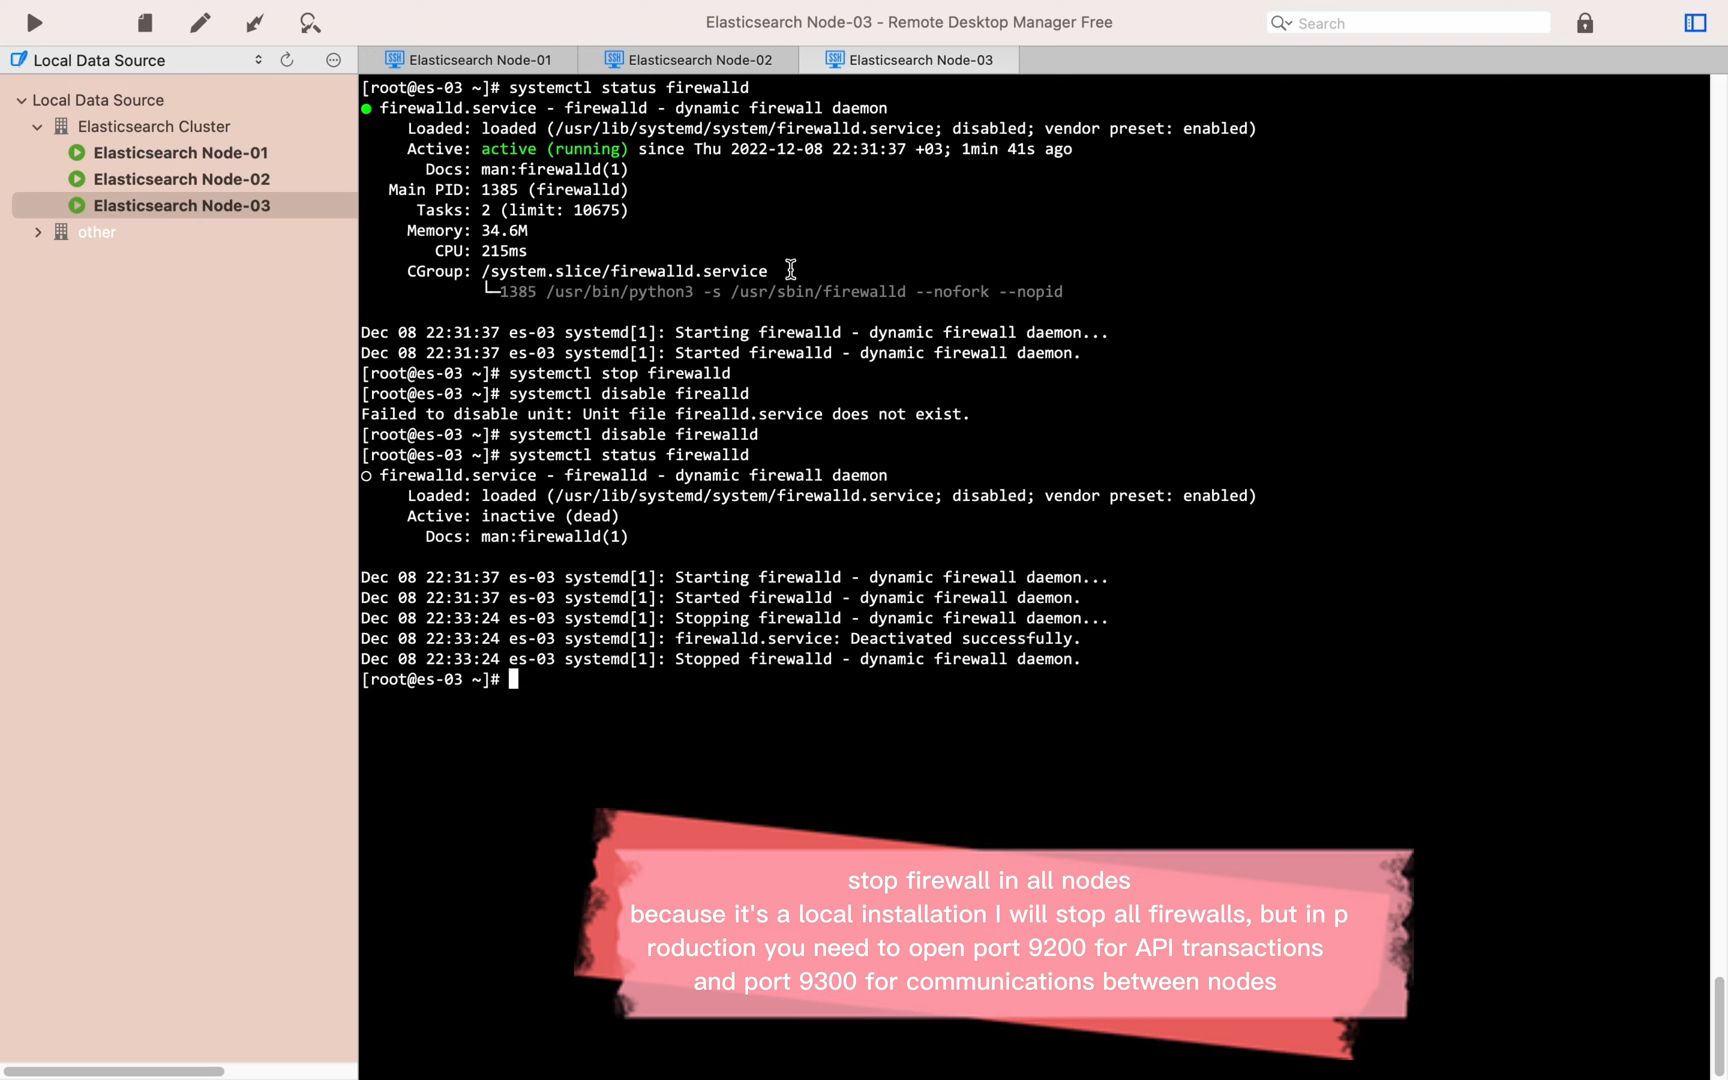 Elasticsearch Node-03 - Remote Desktop Manager Free
Search
Local Data Source
SSH Elasticsearch Node-01
SSH Elasticsearch Node-02
SSH Elasticsearch Node-03
Local Data Source
Elasticsearch Cluster
Elasticsearch Node-01
Elasticsearch Node-02
Elasticsearch Node-03
other
[root@es-03 ~]# systemctl status firewalld
● firewalld.service - firewalld - dynamic firewall daemon
Loaded: loaded (/usr/lib/systemd/system/firewalld.service; disabled; vendor preset: enabled)
Active: active (running) since Thu 2022-12-08 22:31:37 +03; 1min 41s ago
Docs: man:firewalld(1)
Main PID: 1385 (firewalld)
Tasks: 2 (limit: 10675)
Memory: 34.6M
CPU: 215ms
CGroup: /system.slice/firewalld.service
└─1385 /usr/bin/python3 -s /usr/sbin/firewalld --nofork --nopid
Dec 08 22:31:37 es-03 systemd[1]: Starting firewalld - dynamic firewall daemon...
Dec 08 22:31:37 es-03 systemd[1]: Started firewalld - dynamic firewall daemon.
[root@es-03 ~]# systemctl stop firewalld
[root@es-03 ~]# systemctl disable firealld
Failed to disable unit: Unit file firealld.service does not exist.
[root@es-03 ~]# systemctl disable firewalld
[root@es-03 ~]# systemctl status firewalld
○ firewalld.service - firewalld - dynamic firewall daemon
Loaded: loaded (/usr/lib/systemd/system/firewalld.service; disabled; vendor preset: enabled)
Active: inactive (dead)
Docs: man:firewalld(1)
Dec 08 22:31:37 es-03 systemd[1]: Starting firewalld - dynamic firewall daemon...
Dec 08 22:31:37 es-03 systemd[1]: Started firewalld - dynamic firewall daemon.
Dec 08 22:33:24 es-03 systemd[1]: Stopping firewalld - dynamic firewall daemon...
Dec 08 22:33:24 es-03 systemd[1]: firewalld.service: Deactivated successfully.
Dec 08 22:33:24 es-03 systemd[1]: Stopped firewalld - dynamic firewall daemon.
[root@es-03 ~]#
stop firewall in all nodes
because it's a local installation I will stop all firewalls, but in p
roduction you need to open port 9200 for API transactions
and port 9300 for communications between nodes